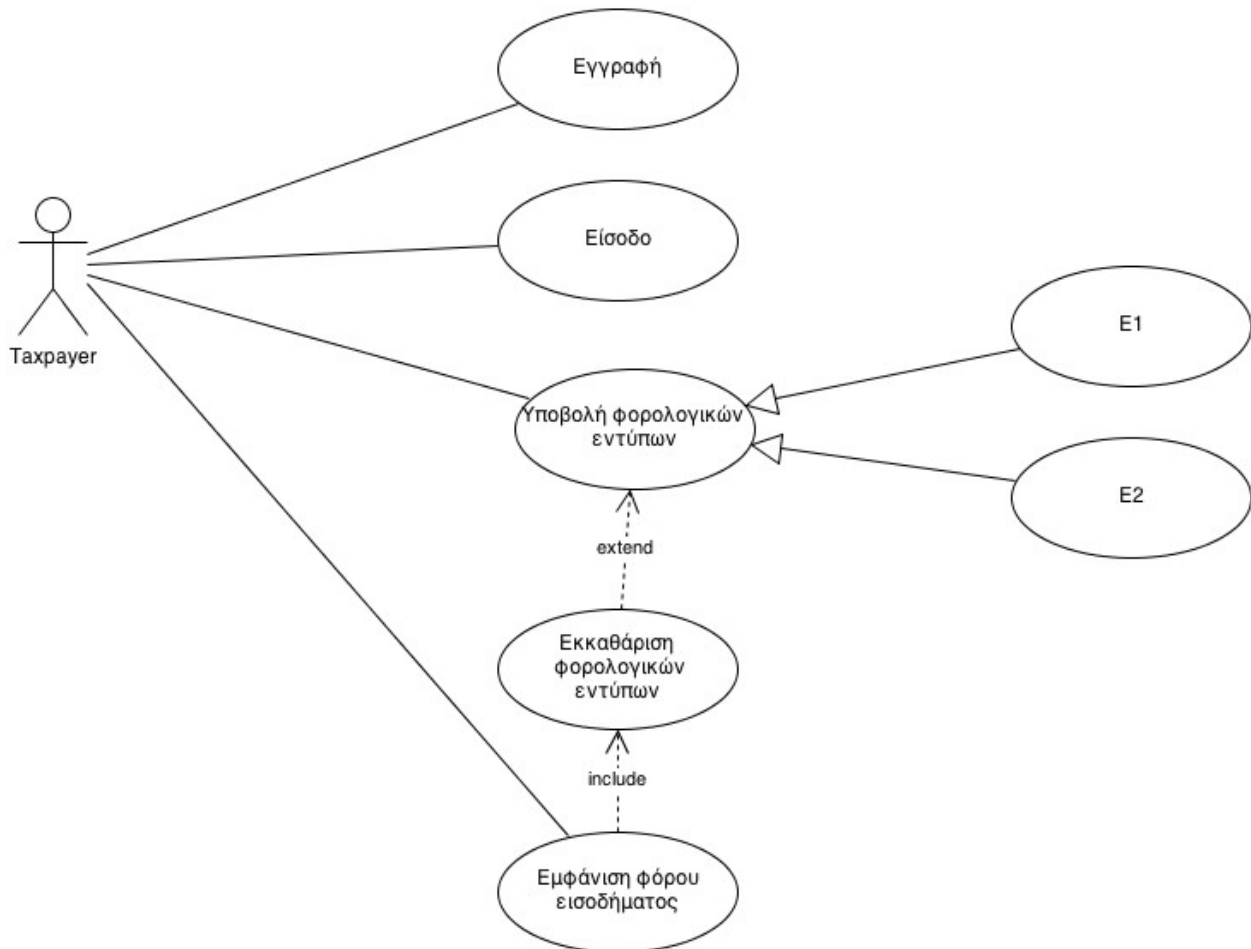 Εγγραφή
Είσοδο
Taxpayer
E1
Υποβολή φορολογικών
εντύπων
E2
extend
Εκκαθάριση
φορολογικών
εντύπων
include
Εμφάνιση φόρου
εισοδήματος